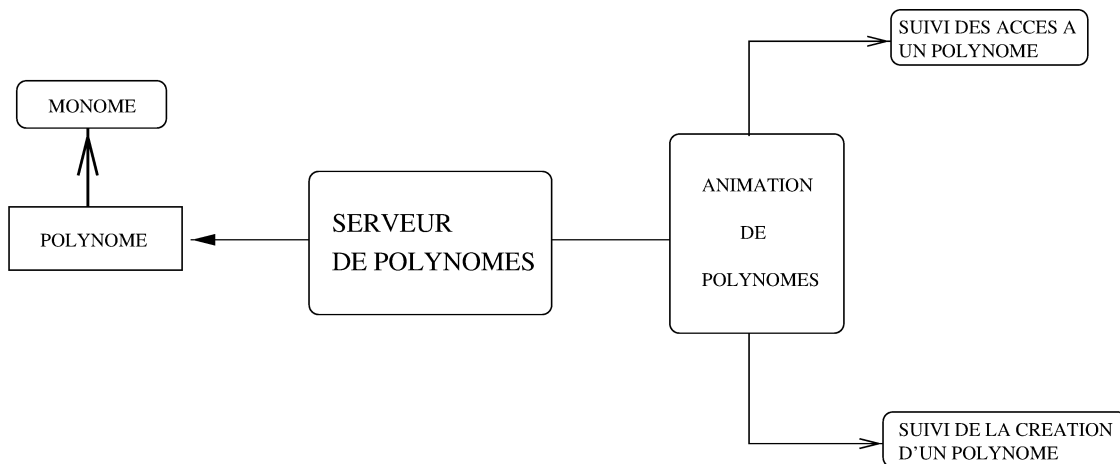 SUIVI DES ACCES A
UN POLYNOME
MONOME
ANIMATION
DE
POLYNOMES
SERVEUR
DE POLYNOMES
POLYNOME
SUIVI DE LA CREATION
D'UN POLYNOME